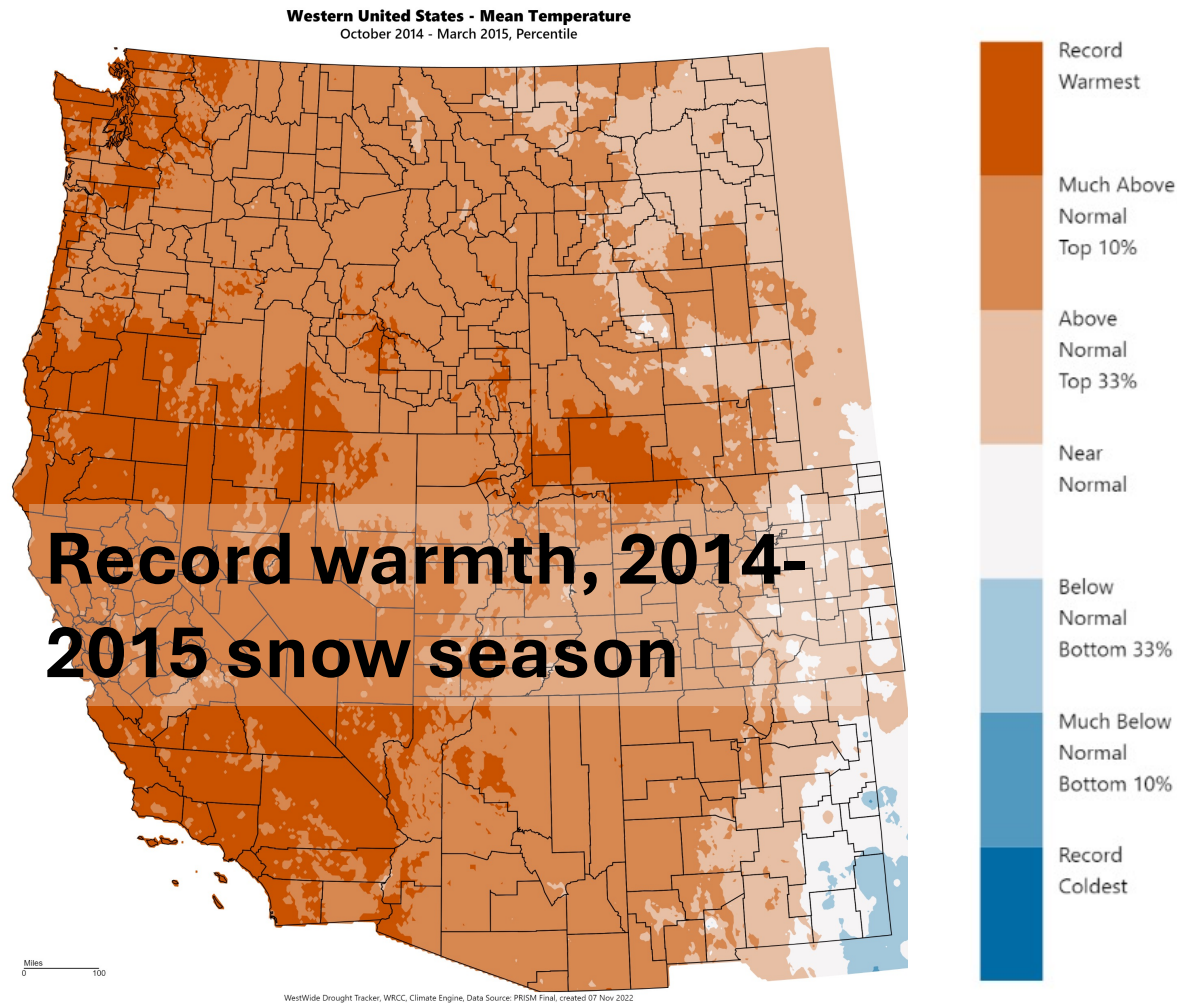 Western United States - Mean Temperature
October 2014 - March 2015, Percentile
Record
Warmest
Much Above
Normal
Top 10%
Above
Normal
Top 33%
Near
Normal
Below
Normal
Bottom 33%
Much Below
Normal
Bottom 10%
Record
Coldest
Record warmth, 2014-
2015 snow season
Miles
0 100
WestWide Drought Tracker, WRCC, Climate Engine, Data Source: PRISM Final, created 07 Nov 2022